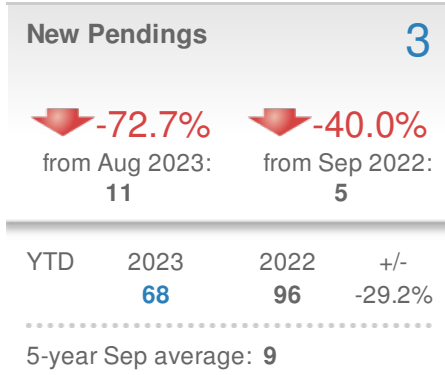 New Pendings 3
-72.7% -40.0%
from Aug 2023: from Sep 2022:
11 5
YTD 2023 2022 +/-
68 96 -29.2%
5-year Sep average: 9